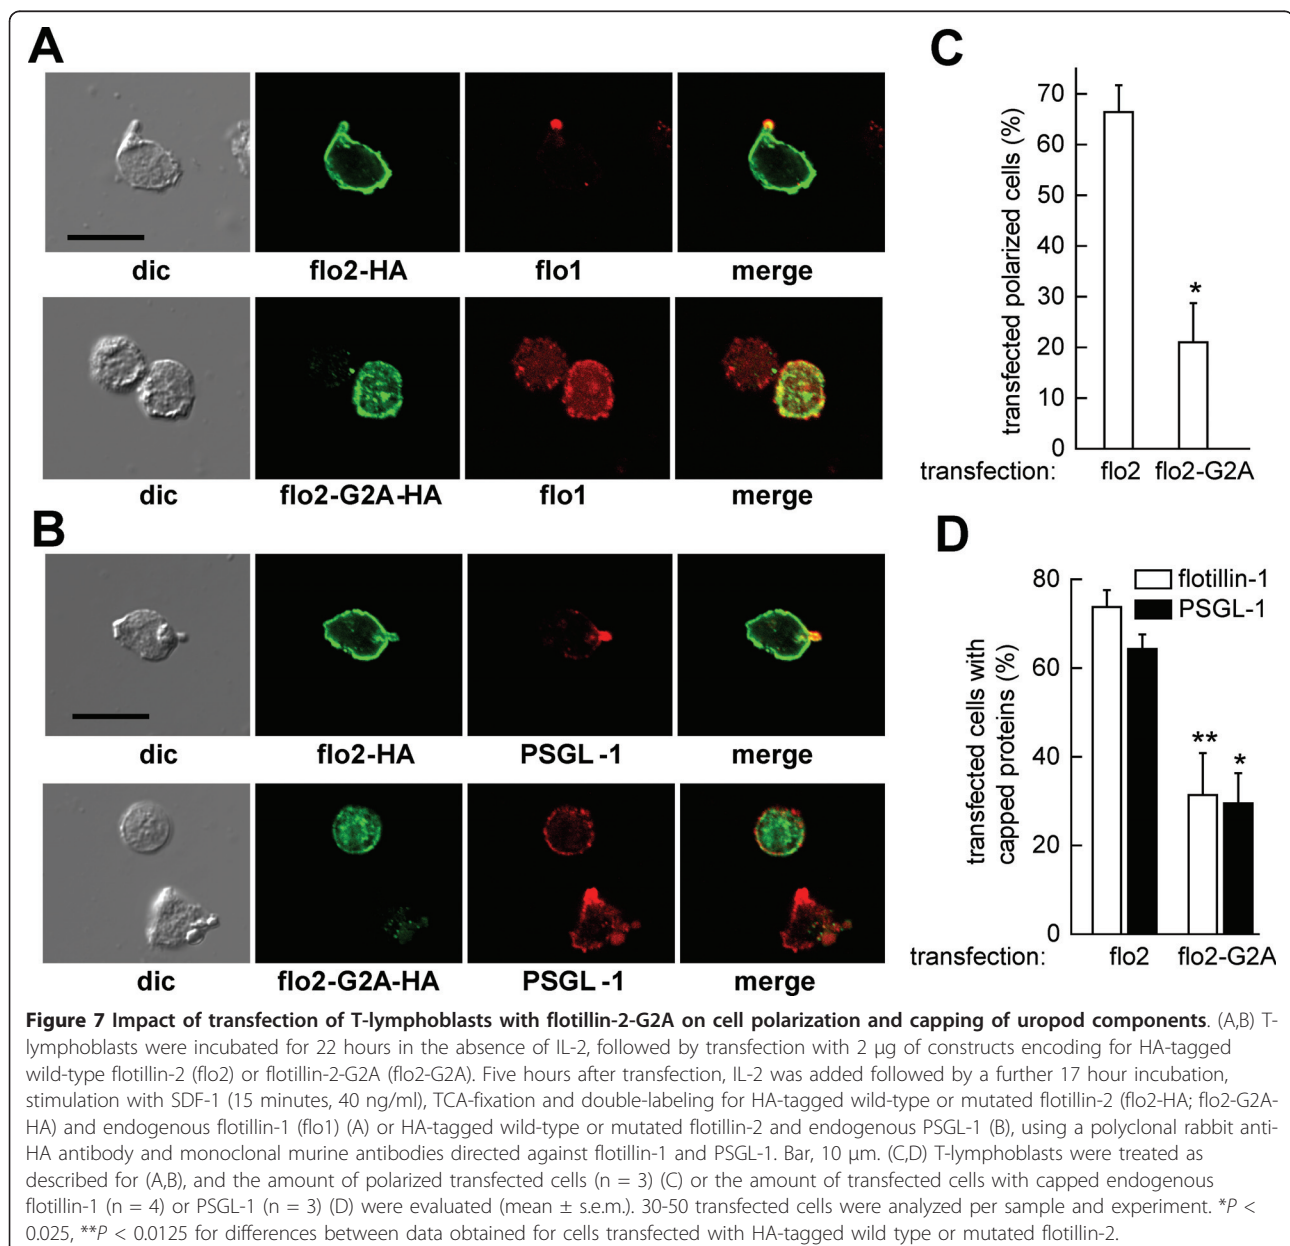 A
dic flo2-HA flo1 merge
dic flo2-G2A-HA flo1 merge
B
dic flo2-HA PSGL-1 merge
dic flo2-G2A-HA PSGL-1 merge
C
transfected polarized cells (%)
70
60
50
40
30
20
10
0
*
transfection: flo2 flo2-G2A
D
transfected cells with
capped proteins (%)
80
60
40
20
0
flotillin-1
PSGL-1
** *
transfection: flo2 flo2-G2A
Figure 7 Impact of transfection of T-lymphoblasts with flotillin-2-G2A on cell polarization and capping of uropod components. (A,B) T-
lymphoblasts were incubated for 22 hours in the absence of IL-2, followed by transfection with 2 μg of constructs encoding for HA-tagged
wild-type flotillin-2 (flo2) or flotillin-2-G2A (flo2-G2A). Five hours after transfection, IL-2 was added followed by a further 17 hour incubation,
stimulation with SDF-1 (15 minutes, 40 ng/ml), TCA-fixation and double-labeling for HA-tagged wild-type or mutated flotillin-2 (flo2-HA; flo2-G2A-
HA) and endogenous flotillin-1 (flo1) (A) or HA-tagged wild-type or mutated flotillin-2 and endogenous PSGL-1 (B), using a polyclonal rabbit anti-
HA antibody and monoclonal murine antibodies directed against flotillin-1 and PSGL-1. Bar, 10 μm. (C,D) T-lymphoblasts were treated as
described for (A,B), and the amount of polarized transfected cells (n = 3) (C) or the amount of transfected cells with capped endogenous
flotillin-1 (n = 4) or PSGL-1 (n = 3) (D) were evaluated (mean ± s.e.m.). 30-50 transfected cells were analyzed per sample and experiment. *P <
0.025, **P < 0.0125 for differences between data obtained for cells transfected with HA-tagged wild type or mutated flotillin-2.